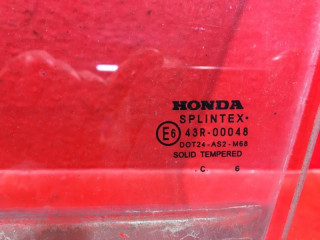 HONDA
SPLINTEX•
E6 43R-00048
DOT24-AS2-M68
SOLID TEMPERED
. C 6